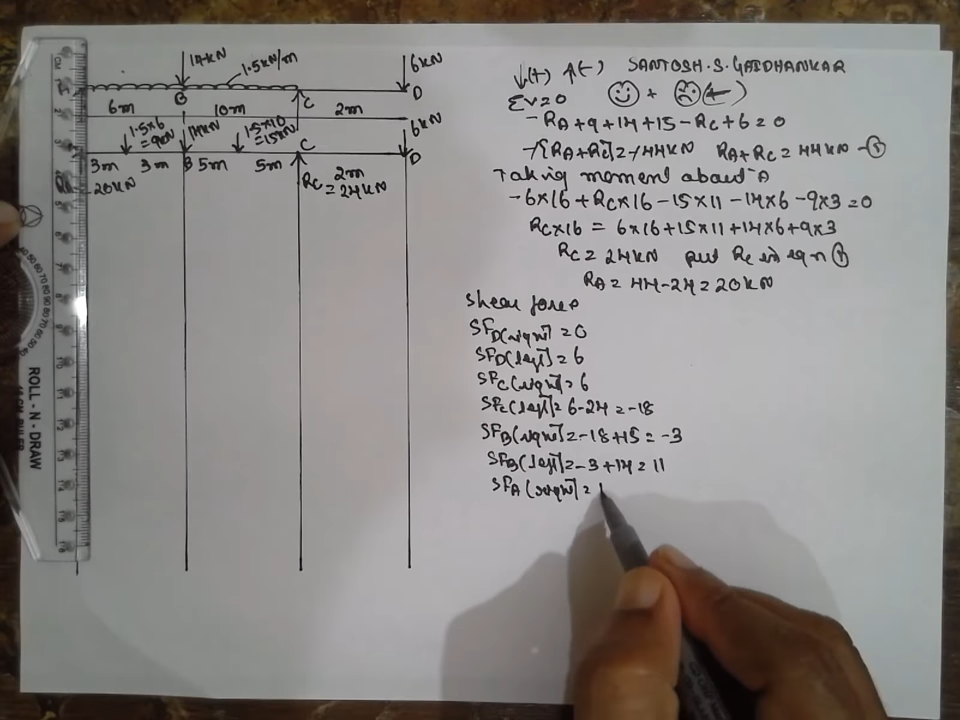 14kN
1.5kN/m
6kN
B
C
D
6m 10m 2m
1.5×6 = 9kN
14kN
1.5×10 = 15kN
6kN
C
D
3m 3m B 5m 5m 2m
20kN
RC = 24kN
ROLL - N - DRAW
↓(+) ↑(-) SANTOSH.S.GAIDHANKAR
ΣV=0 ☺ + ☹ (←)
-RA+9+14+15-RC+6=0
-[RA+RC]=-44kN RA+RC=44kN -①
Taking moment about A
-6×16+RC×16-15×11-14×6-9×3=0
RC×16 = 6×16+15×11+14×6+9×3
RC=24kN put RC in eqn ①
RA=44-24=20kN
Shear force
SFD(right)=0
SFD(left)=6
SFC(right)=6
SFC(left)=6-24=-18
SFB(right)=-18+15=-3
SFB(left)=-3+14=11
SFA(right)=